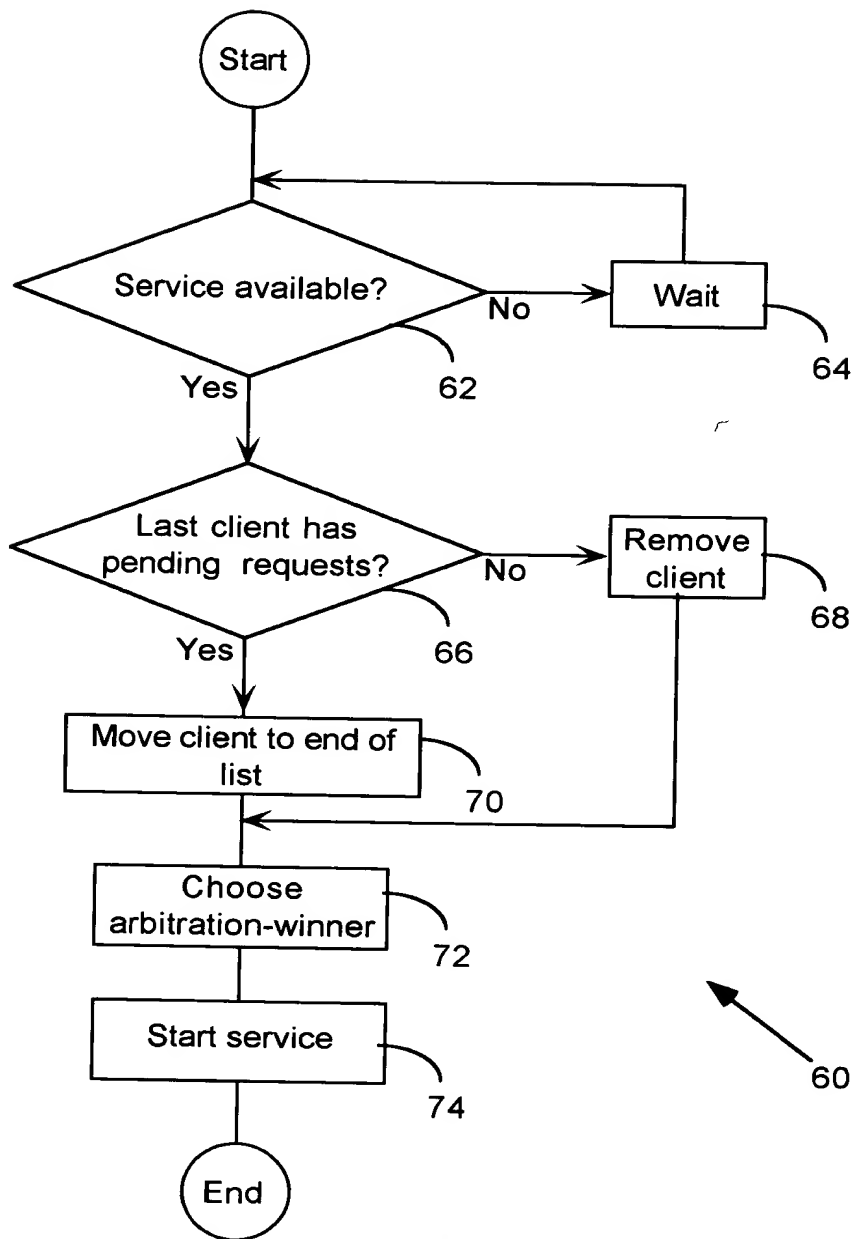 Start
Service available?
No
Wait
64
62
Yes
Last client has
pending requests?
No
Remove
client
68
66
Yes
Move client to end of
list
70
Choose
arbitration-winner
72
Start service
74
60
End